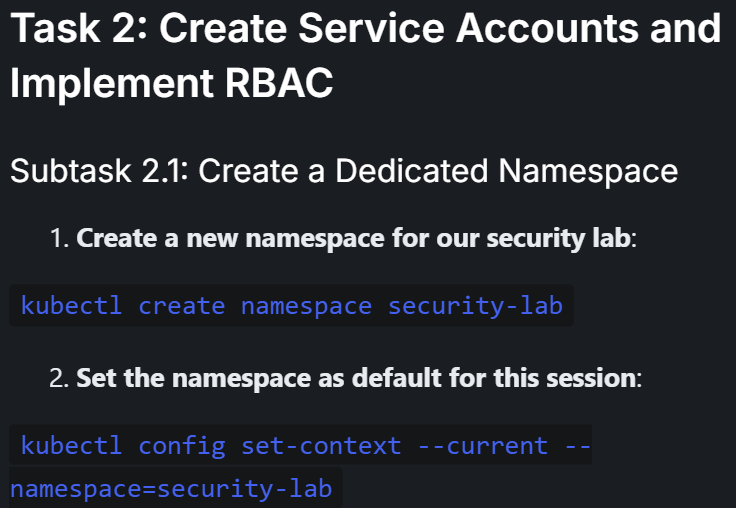 Task 2: Create Service Accounts and
Implement RBAC
Subtask 2.1: Create a Dedicated Namespace
1. Create a new namespace for our security lab:
kubectl create namespace security-lab
2. Set the namespace as default for this session:
kubectl config set-context --current --
namespace=security-lab